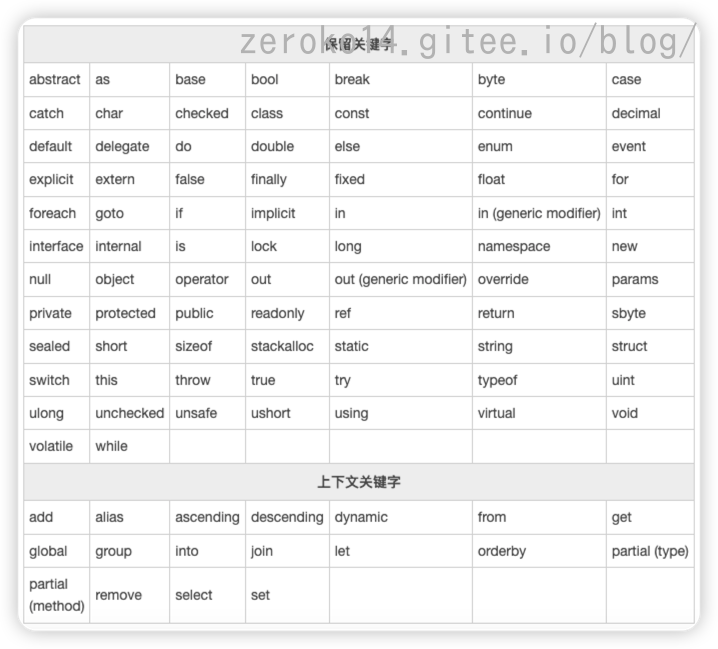 zeroko14.gitee.io/blog/
保留关键字
abstract as base bool break byte case
catch char checked class const continue decimal
default delegate do double else enum event
explicit extern false finally fixed float for
foreach goto if implicit in in (generic modifier) int
interface internal is lock long namespace new
null object operator out out (generic modifier) override params
private protected public readonly ref return sbyte
sealed short sizeof stackalloc static string struct
switch this throw true try typeof uint
ulong unchecked unsafe ushort using virtual void
volatile while
上下文关键字
add alias ascending descending dynamic from get
global group into join let orderby partial (type)
partial
(method) remove select set